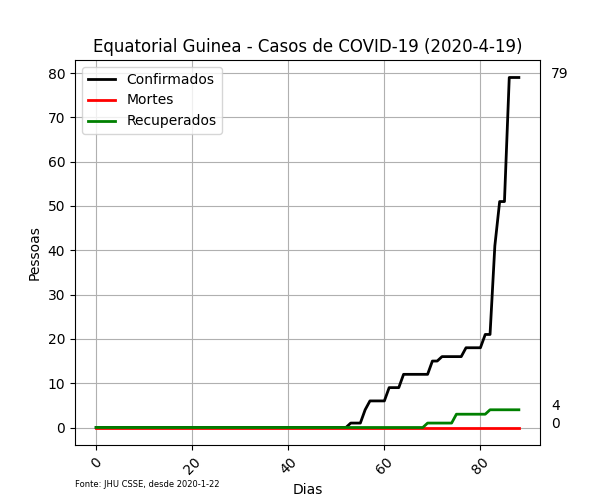 Equatorial Guinea - Casos de COVID-19 (2020-4-19)
Confirmados
Mortes
Recuperados
80
70
60
50
40
30
20
10
0
Pessoas
79
4
0
0
20
40
60
80
Dias
Fonte: JHU CSSE, desde 2020-1-22